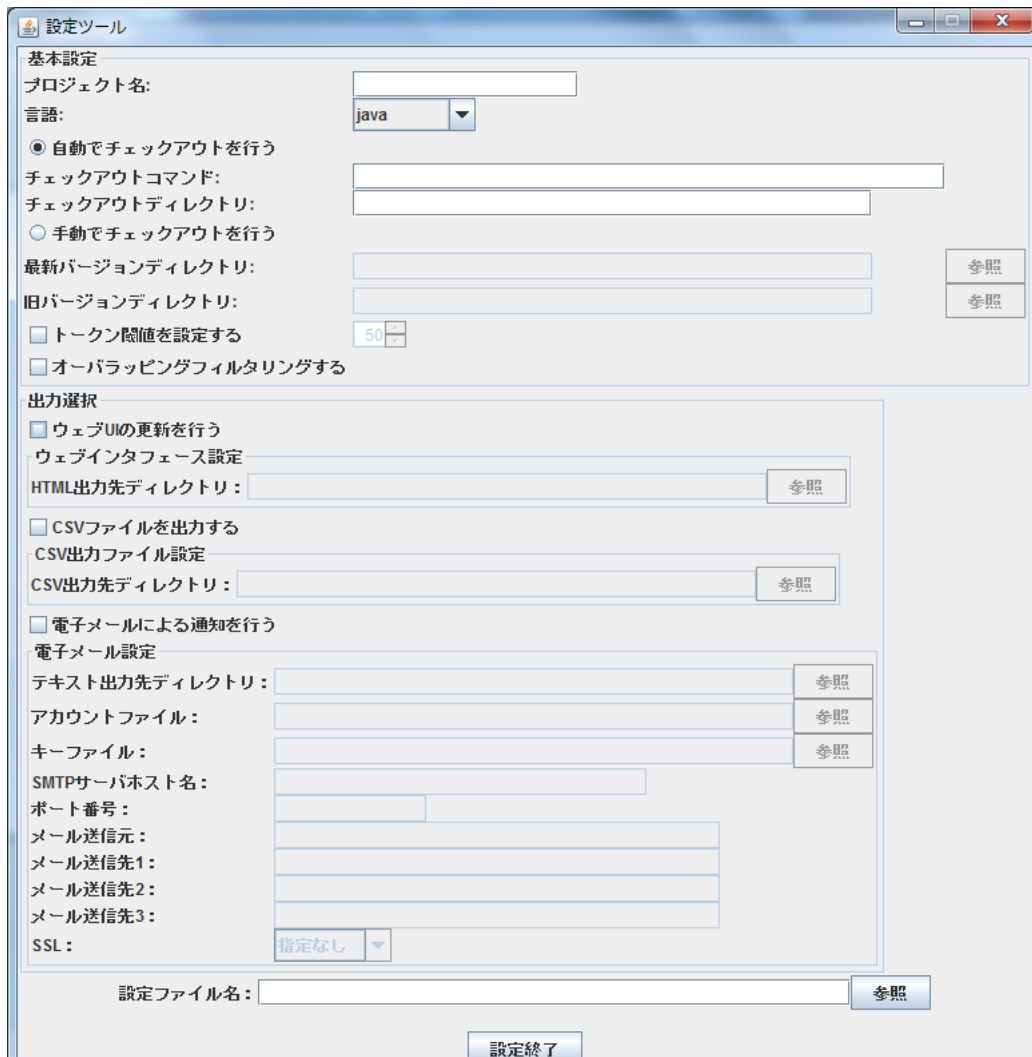 設定ツール
基本設定
プロジェクト名:
言語: java
自動でチェックアウトを行う
チェックアウトコマンド:
チェックアウトディレクトリ:
手動でチェックアウトを行う
最新バージョンディレクトリ: 参照
旧バージョンディレクトリ: 参照
トークン閾値を設定する 50
オーバラッピングフィルタリングする
出力選択
ウェブUIの更新を行う
ウェブインタフェース設定
HTML出力先ディレクトリ: 参照
CSVファイルを出力する
CSV出力ファイル設定
CSV出力先ディレクトリ: 参照
電子メールによる通知を行う
電子メール設定
テキスト出力先ディレクトリ: 参照
アカウントファイル: 参照
キーファイル: 参照
SMTPサーバホスト名:
ポート番号:
メール送信元:
メール送信先1:
メール送信先2:
メール送信先3:
SSL: 指定なし
設定ファイル名: 参照
設定終了